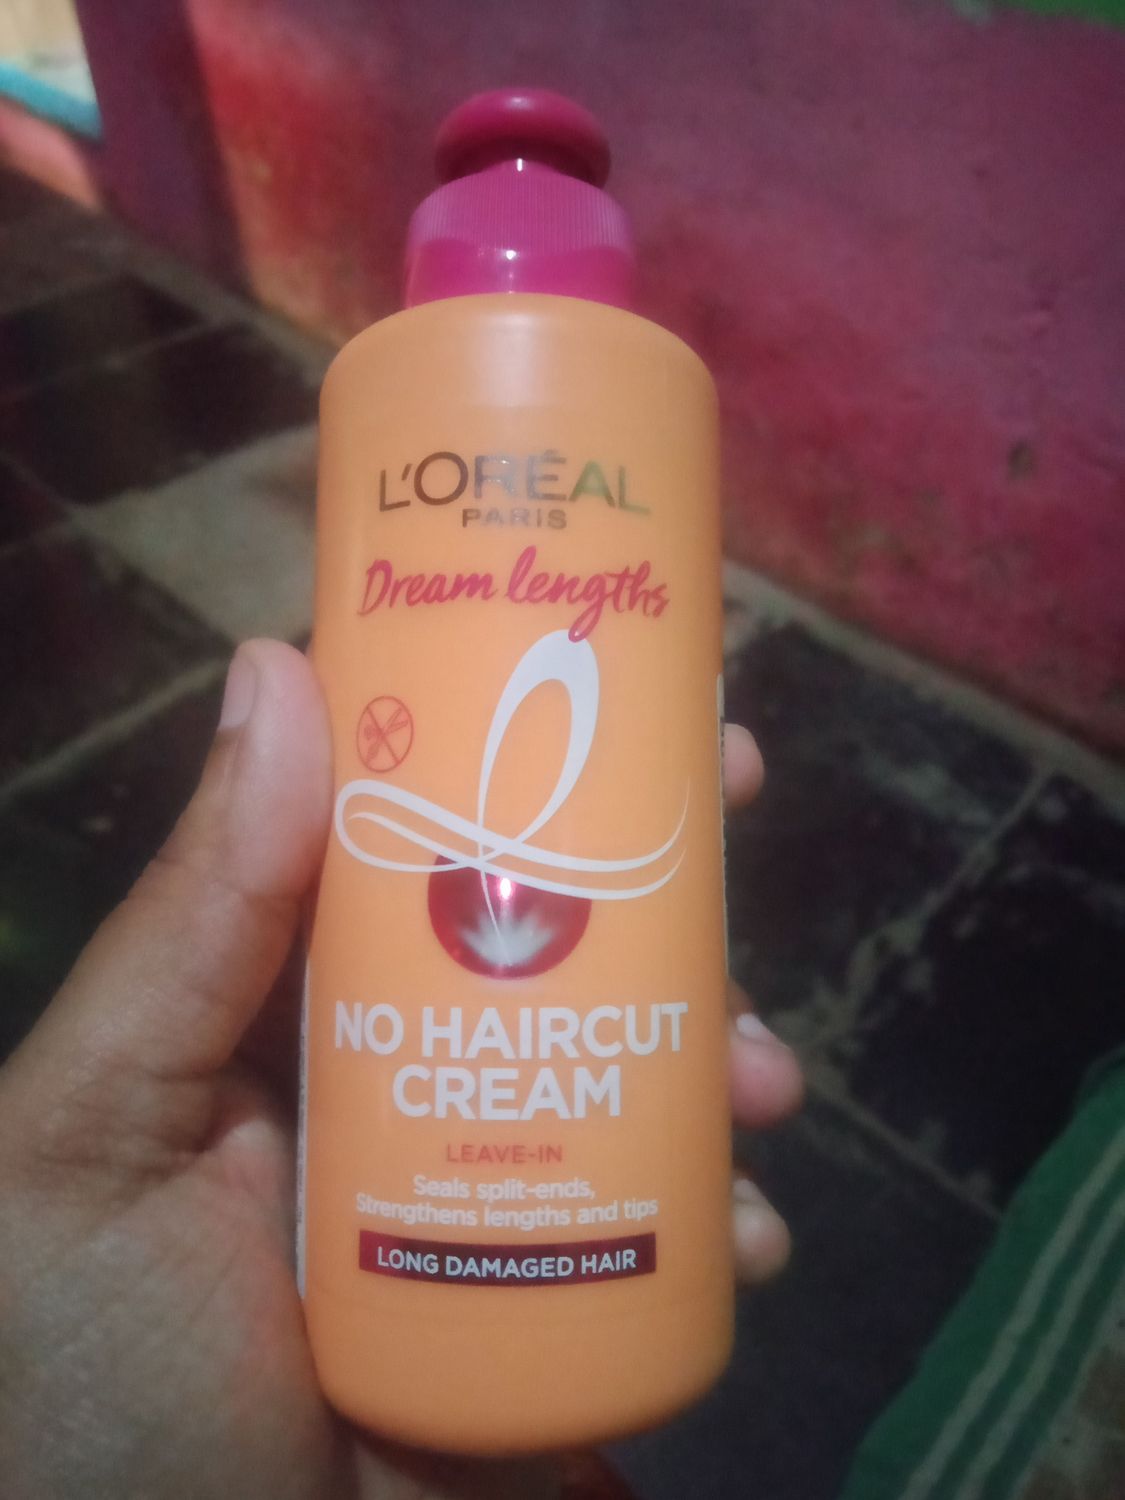 L'ORÉAL
PARIS
Dream lengths
NO HAIRCUT
CREAM
LEAVE-IN
Seals split-ends,
Strengthens lengths and tips
LONG DAMAGED HAIR